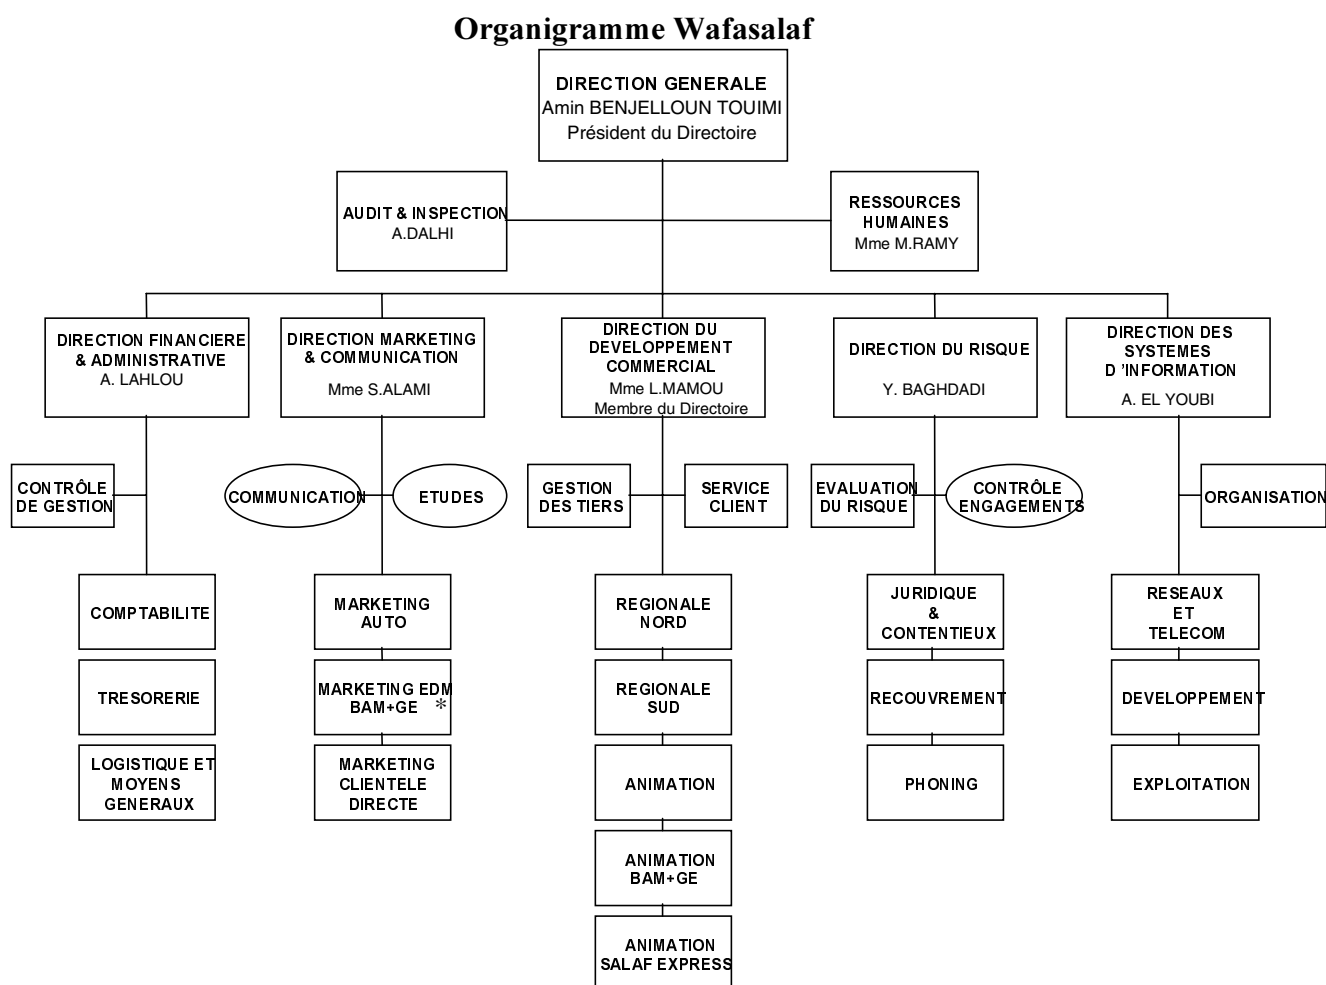 Organigramme Wafasalaf
DIRECTION GENERALE
Amin BENJELLOUN TOUIMI
Président du Directoire
AUDIT & INSPECTION
A.DALHI
RESSOURCES
HUMAINES
Mme M.RAMY
DIRECTION FINANCIERE
& ADMINISTRATIVE
A. LAHLOU
DIRECTION MARKETING
& COMMUNICATION
Mme S.ALAMI
DIRECTION DU
DEVELOPPEMENT
COMMERCIAL
Mme L.MAMOU
Membre du Directoire
DIRECTION DU RISQUE
Y. BAGHDADI
DIRECTION DES
SYSTEMES
D 'INFORMATION
A. EL YOUBI
CONTRÔLE
DE GESTION
COMMUNICATION
ETUDES
GESTION
DES TIERS
SERVICE
CLIENT
EVALUATION
DU RISQUE
CONTRÔLE
ENGAGEMENTS
ORGANISATION
COMPTABILITE
TRESORERIE
LOGISTIQUE ET
MOYENS
GENERAUX
MARKETING
AUTO
MARKETING EDM
BAM+GE *
MARKETING
CLIENTELE
DIRECTE
REGIONALE
NORD
REGIONALE
SUD
ANIMATION
ANIMATION
BAM+GE
ANIMATION
SALAF EXPRESS
JURIDIQUE
&
CONTENTIEUX
RECOUVREMENT
PHONING
RESEAUX
ET
TELECOM
DEVELOPPEMENT
EXPLOITATION